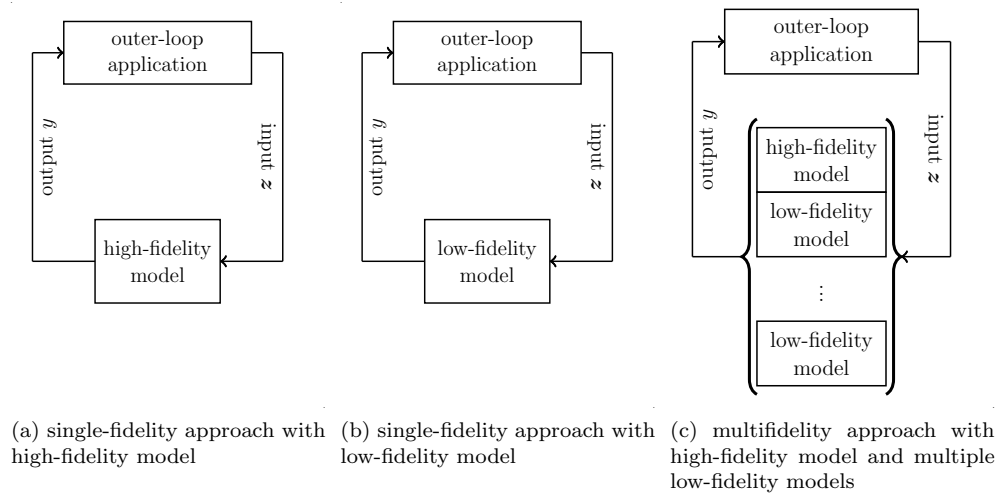 outer-loop
application
output y
input z
high-fidelity
model
(a) single-fidelity approach with
high-fidelity model
outer-loop
application
output y
input z
low-fidelity
model
(b) single-fidelity approach with
low-fidelity model
outer-loop
application
output y
input z
high-fidelity
model
low-fidelity
model
⋮
low-fidelity
model
(c) multifidelity approach with
high-fidelity model and multiple
low-fidelity models